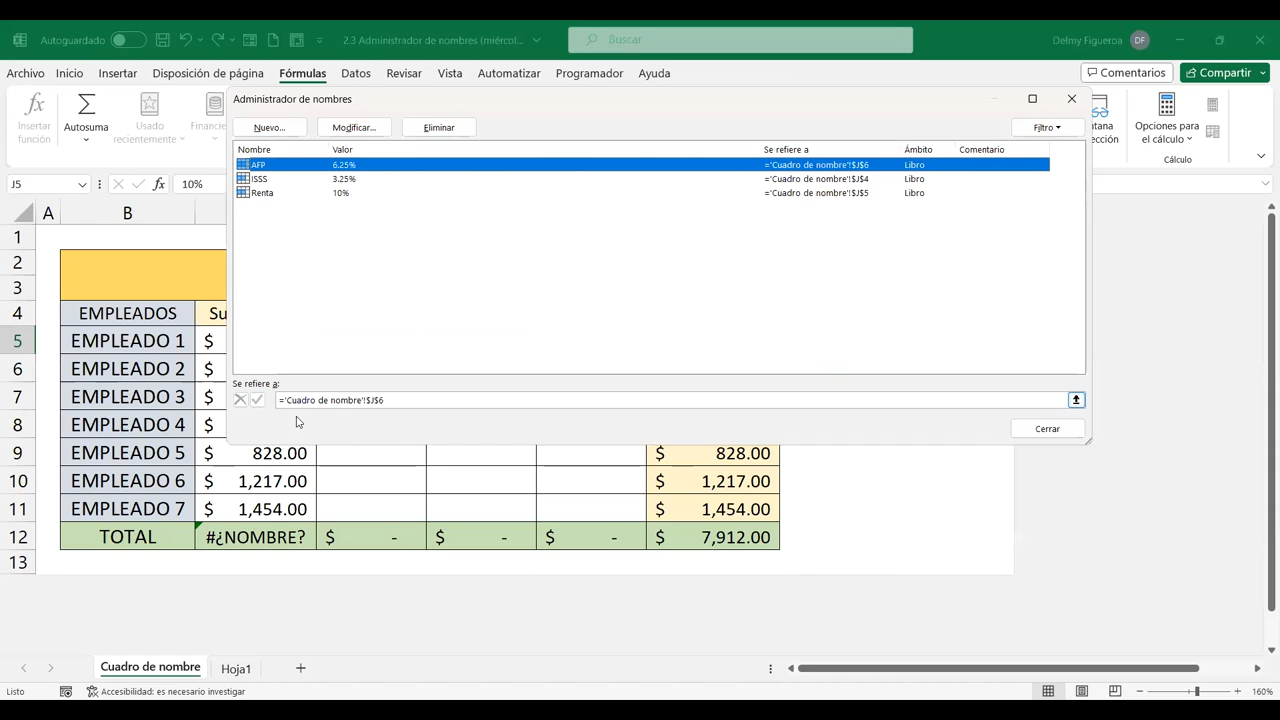 Autoguardado
2.3 Administrador de nombres (miércol...
Buscar
Delmy Figueroa DF
Archivo Inicio Insertar Disposición de página Fórmulas Datos Revisar Vista Automatizar Programador Ayuda Comentarios Compartir
Insertar función
Autosuma
Usado recientemente
Financie
Administrador de nombres
Nuevo... Modificar... Eliminar Filtro
ntana
cción
Opciones para el cálculo
Cálculo
Nombre Valor Se refiere a Ámbito Comentario
AFP 6.25% ='Cuadro de nombre'!$J$6 Libro
ISSS 3.25% ='Cuadro de nombre'!$J$4 Libro
Renta 10% ='Cuadro de nombre'!$J$5 Libro
Se refiere a:
='Cuadro de nombre'!$J$6
Cerrar
J5 fx 10%
A B
1
2
3
4 EMPLEADOS Su
5 EMPLEADO 1 $
6 EMPLEADO 2 $
7 EMPLEADO 3 $
8 EMPLEADO 4 $
9 EMPLEADO 5 $ 828.00 $ 828.00
10 EMPLEADO 6 $ 1,217.00 $ 1,217.00
11 EMPLEADO 7 $ 1,454.00 $ 1,454.00
12 TOTAL #¿NOMBRE? $ - $ - $ - $ 7,912.00
13
Cuadro de nombre Hoja1
Listo Accesibilidad: es necesario investigar 160%